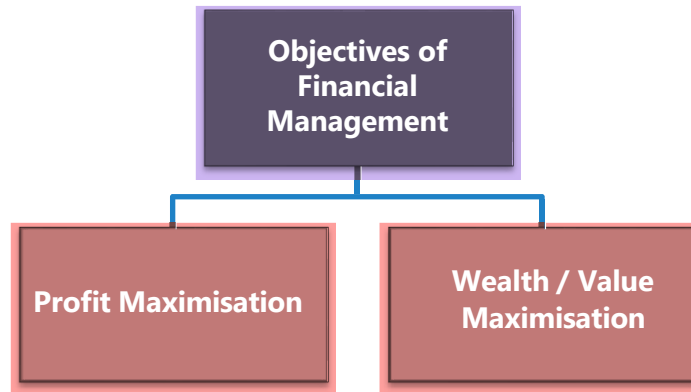 Objectives of
Financial
Management
Profit Maximisation
Wealth / Value
Maximisation